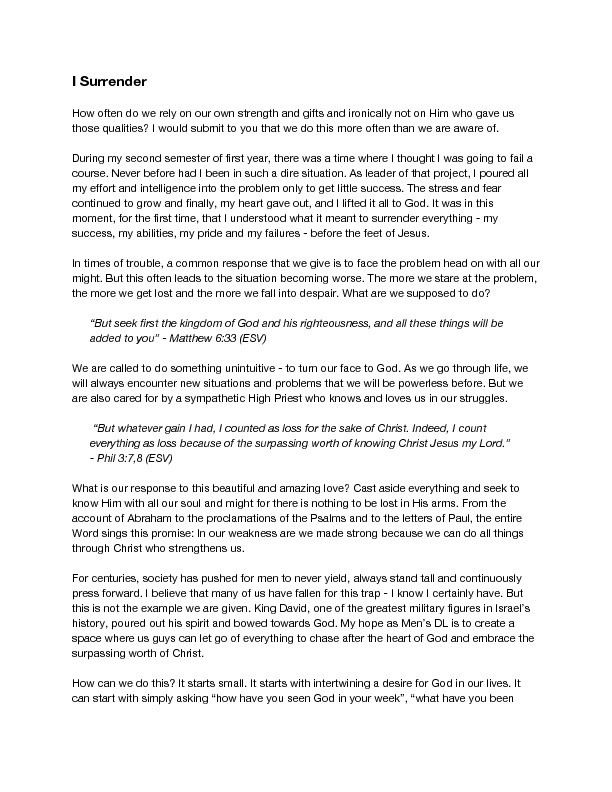 I Surrender
How often do we rely on our own strength and gifts and ironically not on Him who gave us
those qualities? I would submit to you that we do this more often than we are aware of.
During my second semester of first year, there was a time where I thought I was going to fail a
course. Never before had I been in such a dire situation. As leader of that project, I poured all
my effort and intelligence into the problem only to get little success. The stress and fear
continued to grow and finally, my heart gave out, and I lifted it all to God. It was in this
moment, for the first time, that I understood what it meant to surrender everything - my
success, my abilities, my pride and my failures - before the feet of Jesus.
In times of trouble, a common response that we give is to face the problem head on with all our
might. But this often leads to the situation becoming worse. The more we stare at the problem,
the more we get lost and the more we fall into despair. What are we supposed to do?
“But seek first the kingdom of God and his righteousness, and all these things will be
added to you” - Matthew 6:33 (ESV)
We are called to do something unintuitive - to turn our face to God. As we go through life, we
will always encounter new situations and problems that we will be powerless before. But we
are also cared for by a sympathetic High Priest who knows and loves us in our struggles.
“But whatever gain I had, I counted as loss for the sake of Christ. Indeed, I count
everything as loss because of the surpassing worth of knowing Christ Jesus my Lord.”
- Phil 3:7,8 (ESV)
What is our response to this beautiful and amazing love? Cast aside everything and seek to
know Him with all our soul and might for there is nothing to be lost in His arms. From the
account of Abraham to the proclamations of the Psalms and to the letters of Paul, the entire
Word sings this promise: In our weakness are we made strong because we can do all things
through Christ who strengthens us.
For centuries, society has pushed for men to never yield, always stand tall and continuously
press forward. I believe that many of us have fallen for this trap - I know I certainly have. But
this is not the example we are given. King David, one of the greatest military figures in Israel’s
history, poured out his spirit and bowed towards God. My hope as Men’s DL is to create a
space where us guys can let go of everything to chase after the heart of God and embrace the
surpassing worth of Christ.
How can we do this? It starts small. It starts with intertwining a desire for God in our lives. It
can start with simply asking “how have you seen God in your week”, “what have you been